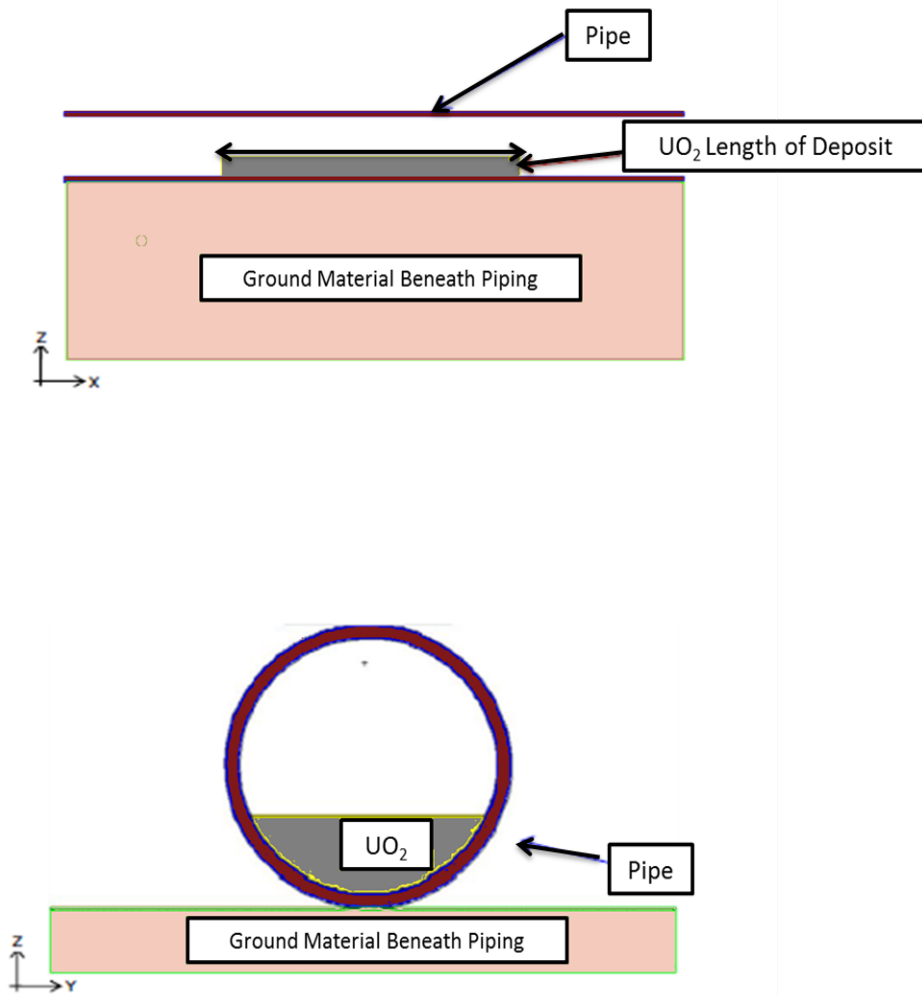 Pipe
UO₂ Length of Deposit
Ground Material Beneath Piping
Z
X
UO₂
Pipe
Ground Material Beneath Piping
Z
Y